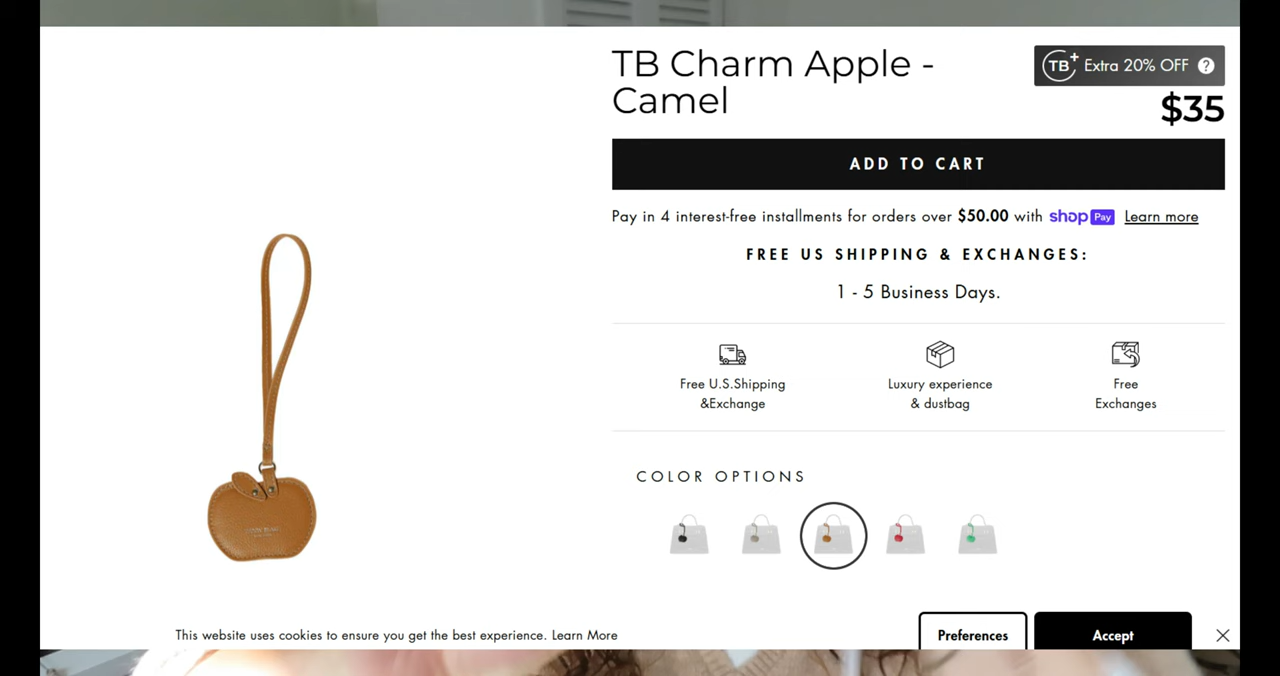 TB Charm Apple -
Camel
TB+ Extra 20% OFF ?
$35
ADD TO CART
Pay in 4 interest-free installments for orders over $50.00 with shop Pay Learn more
FREE US SHIPPING & EXCHANGES:
1 - 5 Business Days.
Free U.S.Shipping
&Exchange
Luxury experience
& dustbag
Free
Exchanges
COLOR OPTIONS
This website uses cookies to ensure you get the best experience. Learn More
Preferences
Accept